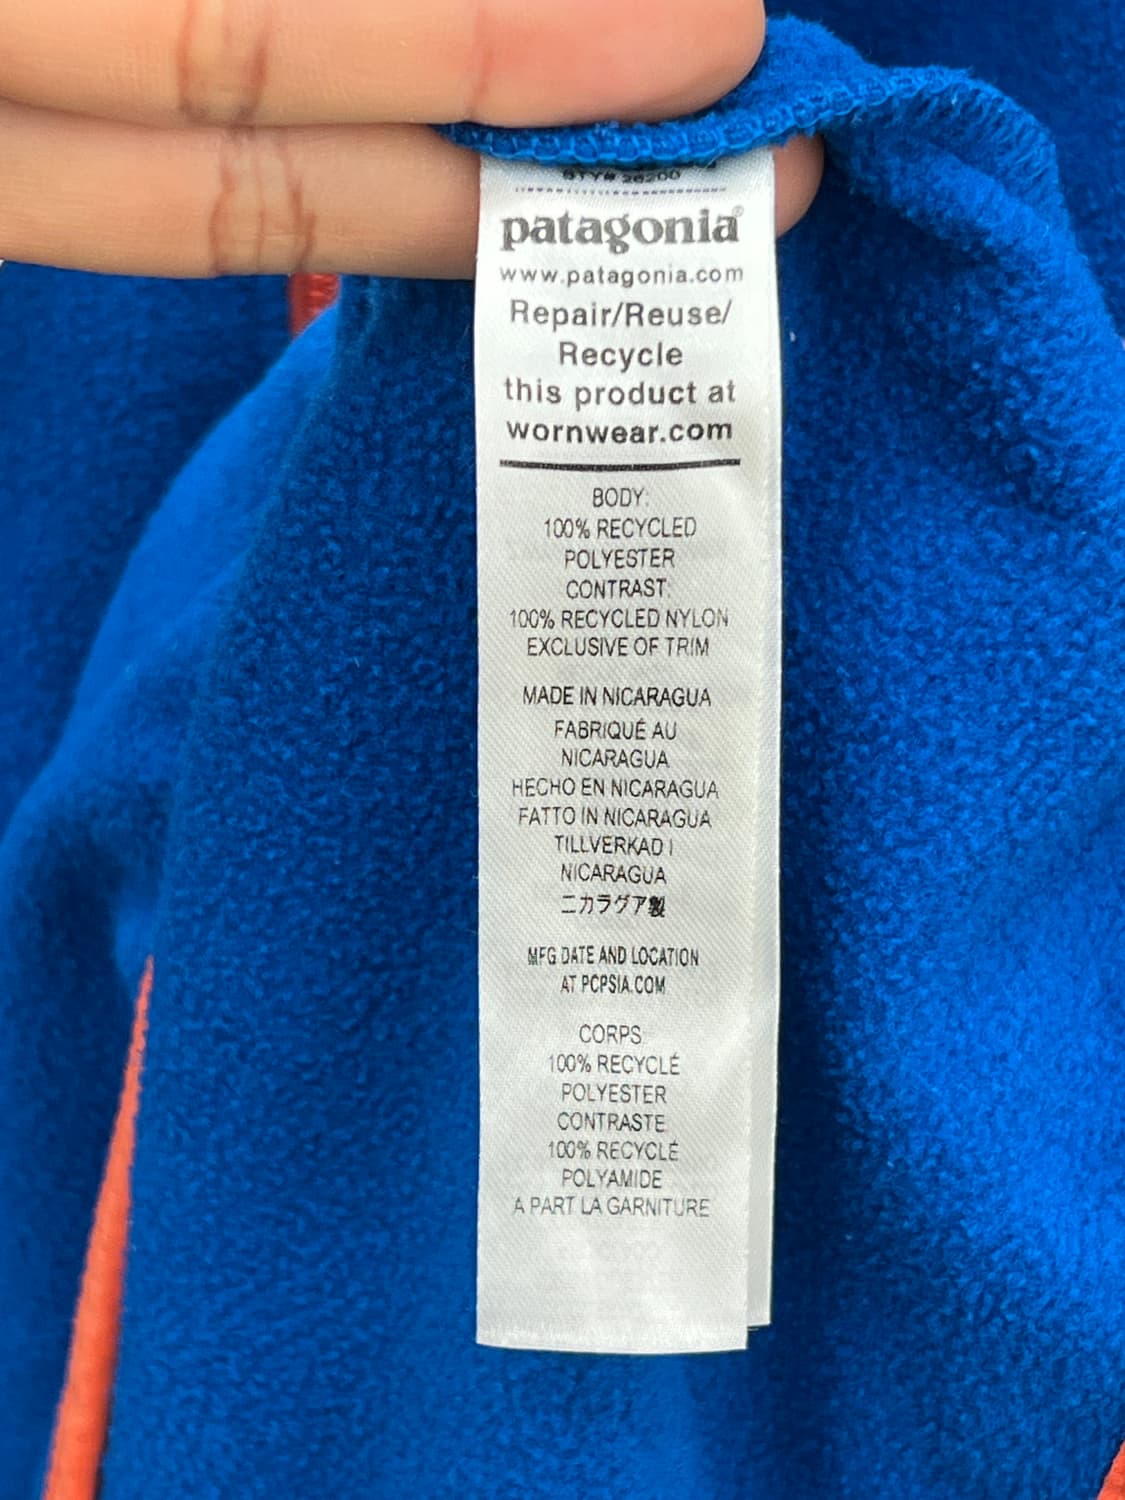 STY# 26200
patagonia®
www.patagonia.com
Repair/Reuse/
Recycle
this product at
wornwear.com
BODY:
100% RECYCLED
POLYESTER
CONTRAST:
100% RECYCLED NYLON
EXCLUSIVE OF TRIM
MADE IN NICARAGUA
FABRIQUÉ AU
NICARAGUA
HECHO EN NICARAGUA
FATTO IN NICARAGUA
TILLVERKAD I
NICARAGUA
ニカラグア製
MFG DATE AND LOCATION
AT PCPSIA.COM
CORPS:
100% RECYCLÉ
POLYESTER
CONTRASTE:
100% RECYCLÉ
POLYAMIDE
A PART LA GARNITURE